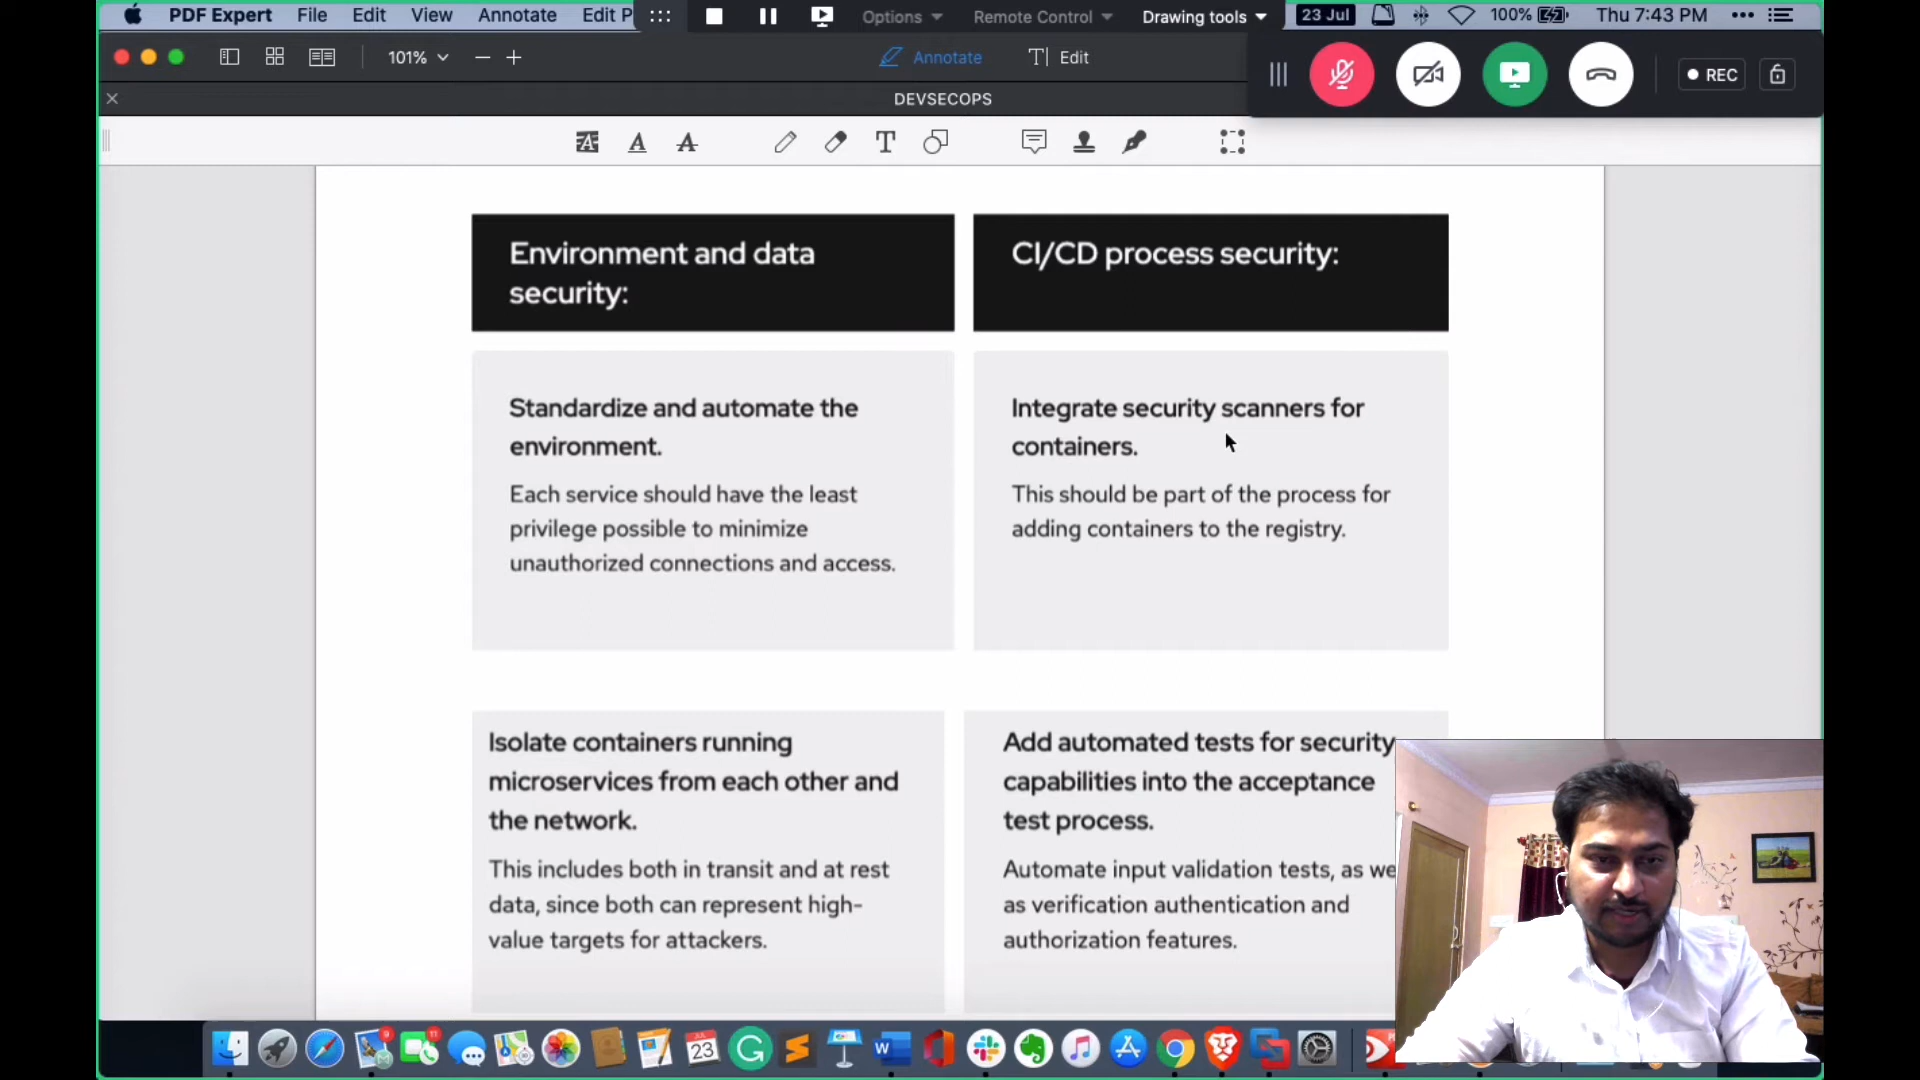 PDF Expert File Edit View Annotate Edit P Options Remote Control Drawing tools 23 Jul 100% Thu 7:43 PM
101% Annotate T Edit REC
DEVSECOPS
A A A T
Environment and data
security:
CI/CD process security:
Standardize and automate the
environment.
Each service should have the least
privilege possible to minimize
unauthorized connections and access.
Integrate security scanners for
containers.
This should be part of the process for
adding containers to the registry.
Isolate containers running
microservices from each other and
the network.
This includes both in transit and at rest
data, since both can represent high-
value targets for attackers.
Add automated tests for security
capabilities into the acceptance
test process.
Automate input validation tests, as we
as verification authentication and
authorization features.
9 11 23 W